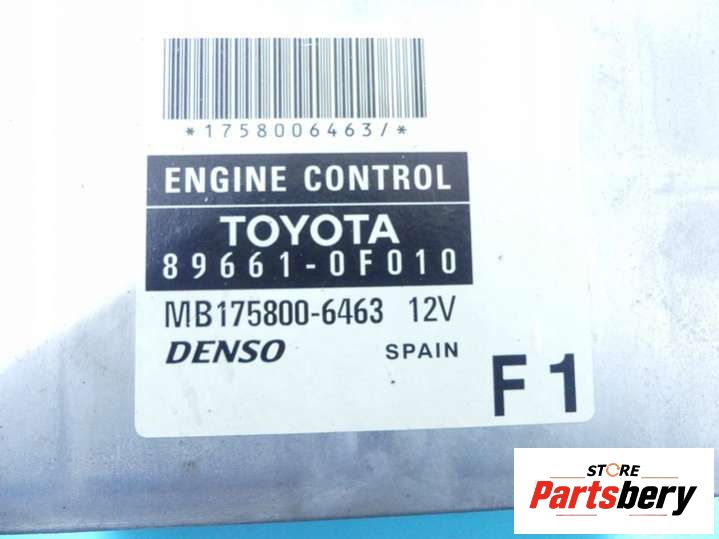 *1758006463/*
ENGINE CONTROL
TOYOTA
89661-0F010
MB175800-6463 12V
DENSO SPAIN
F1
STORE
Partsbery